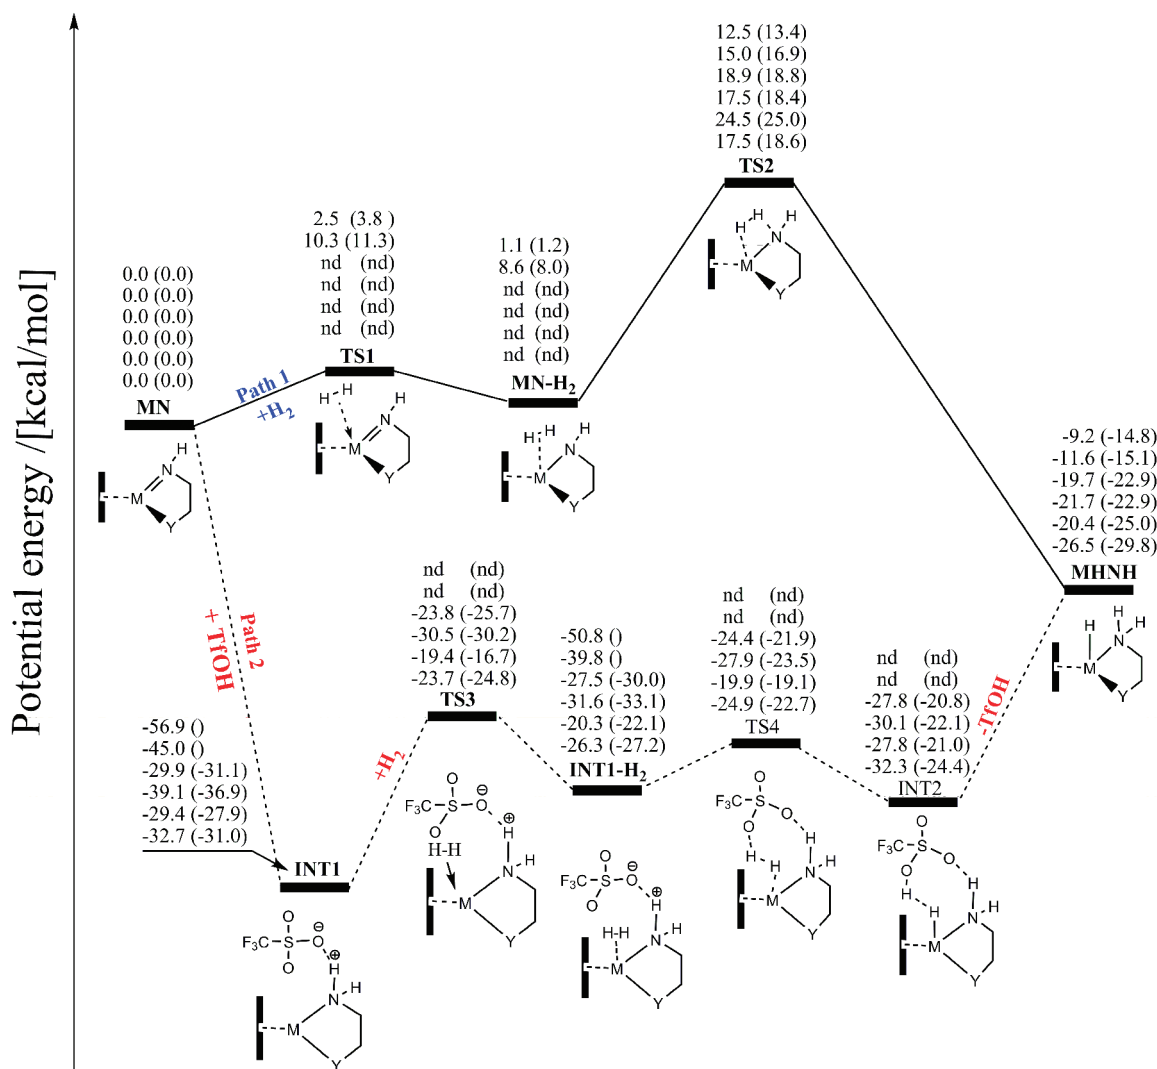 Potential energy /[kcal/mol]
0.0 (0.0)
0.0 (0.0)
0.0 (0.0)
0.0 (0.0)
0.0 (0.0)
0.0 (0.0)
MN
H
N
M
Y
Path 1
+H2
2.5 (3.8 )
10.3 (11.3)
nd (nd)
nd (nd)
nd (nd)
nd (nd)
TS1
H-H
H
N
M
Y
1.1 (1.2)
8.6 (8.0)
nd (nd)
nd (nd)
nd (nd)
nd (nd)
MN-H2
H-H
H
N
M
Y
12.5 (13.4)
15.0 (16.9)
18.9 (18.8)
17.5 (18.4)
24.5 (25.0)
17.5 (18.6)
TS2
H
H
H
N
M
Y
-9.2 (-14.8)
-11.6 (-15.1)
-19.7 (-22.9)
-21.7 (-22.9)
-20.4 (-25.0)
-26.5 (-29.8)
MHNH
H
H
N
H
M
Y
Path 2
+ TfOH
-56.9 ()
-45.0 ()
-29.9 (-31.1)
-39.1 (-36.9)
-29.4 (-27.9)
-32.7 (-31.0)
INT1
O
⊖
F3C
S
O
O
⊕
H
N
H
M
Y
+H2
nd (nd)
nd (nd)
-23.8 (-25.7)
-30.5 (-30.2)
-19.4 (-16.7)
-23.7 (-24.8)
TS3
O
⊖
F3C
S
O
O
⊕
H-H
H
N
H
M
Y
-50.8 ()
-39.8 ()
-27.5 (-30.0)
-31.6 (-33.1)
-20.3 (-22.1)
-26.3 (-27.2)
INT1-H2
O
⊖
F3C
S
O
O
⊕
H
H-H
N
H
M
Y
nd (nd)
nd (nd)
-24.4 (-21.9)
-27.9 (-23.5)
-19.9 (-19.1)
-24.9 (-22.7)
TS4
O
F3C
S
O
O
H
H
H
N
H
M
Y
nd (nd)
nd (nd)
-27.8 (-20.8)
-30.1 (-22.1)
-27.8 (-21.0)
-32.3 (-24.4)
INT2
O
F3C
S
O
O
H
H
H
N
H
M
Y
-TfOH